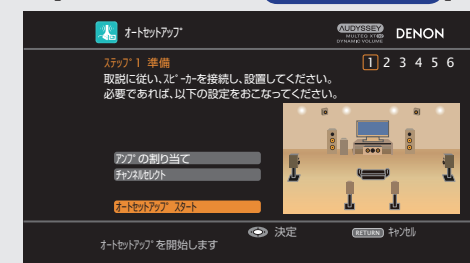 オートセットアップ
AUDYSSEY
MULTEQ XT32
DYNAMIC VOLUME
DENON
ステップ1 準備
1 2 3 4 5 6
取説に従い、スピーカーを接続し、設置してください。
必要であれば、以下の設定をおこなってください。
アンプの割り当て
チャンネルセレクト
オートセットアップ スタート
決定
RETURN キャンセル
オートセットアップを開始します